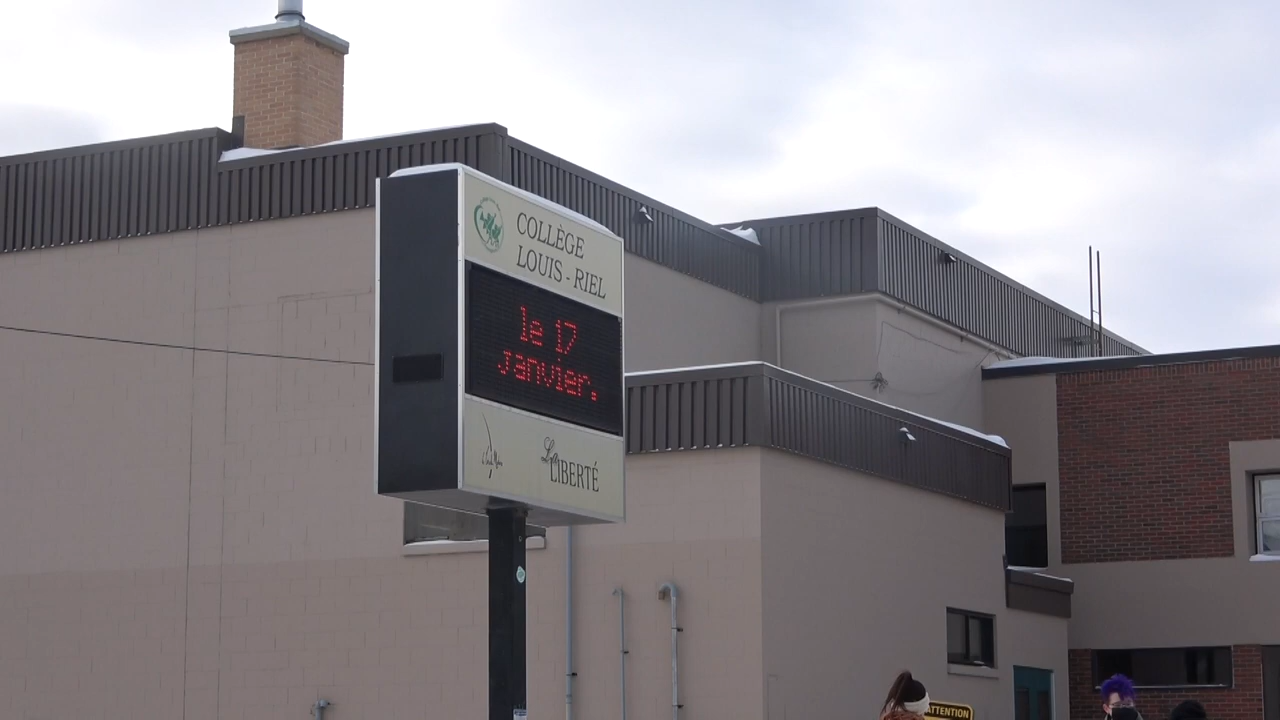 COLLÈGE
LOUIS - RIEL
le 17
janvier.
La
LIBERTÉ
ATTENTION